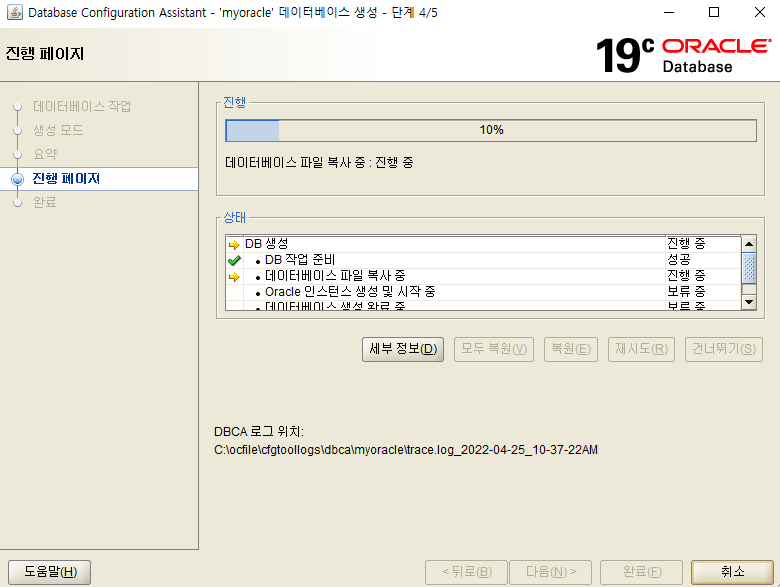 Database Configuration Assistant - 'myoracle' 데이터베이스 생성 - 단계 4/5
진행 페이지
19c ORACLE
Database
데이터베이스 작업
생성 모드
요약
진행 페이지
완료
진행
10%
데이터베이스 파일 복사 중 : 진행 중
상태
DB 생성 진행 중
• DB 작업 준비 성공
• 데이터베이스 파일 복사 중 진행 중
• Oracle 인스턴스 생성 및 시작 중 보류 중
• 데이터베이스 생성 완료 중 보류 중
세부 정보(D) 모두 복원(V) 복원(E) 재시도(R) 건너뛰기(S)
DBCA 로그 위치:
C:\ocfile\cfgtoollogs\dbca\myoracle\trace.log_2022-04-25_10-37-22AM
도움말(H) < 뒤로(B) 다음(N) > 완료(F) 취소